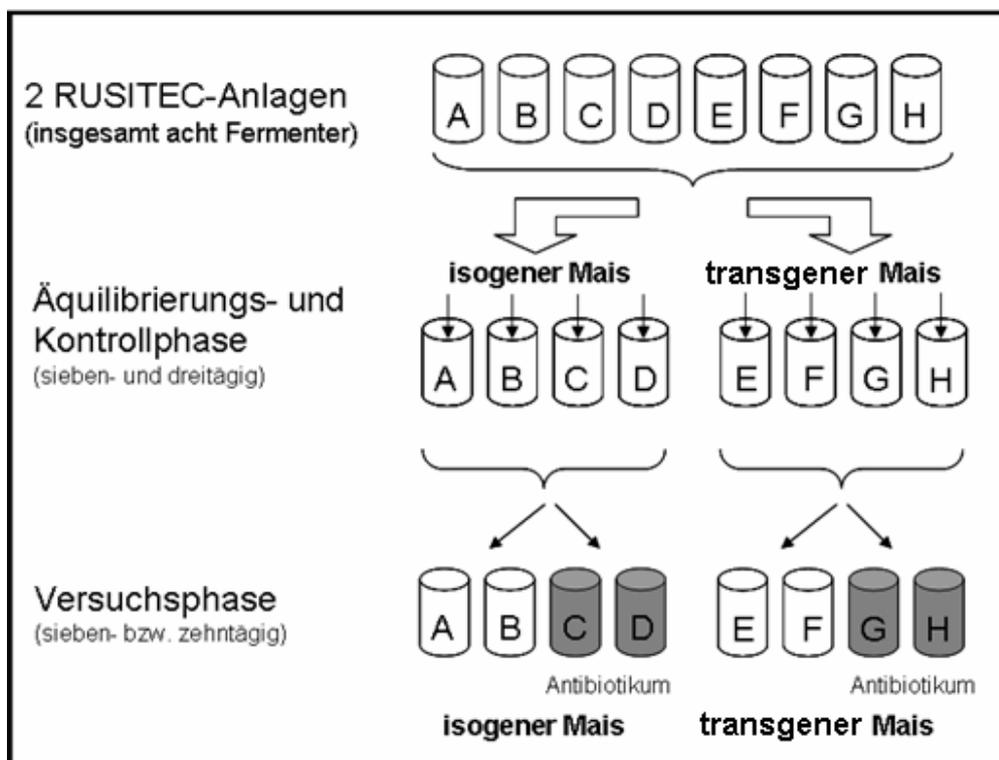 2 RUSITEC-Anlagen
(insgesamt acht Fermenter)
A B C D E F G H
isogener Mais transgener Mais
Äquilibrierungs- und
Kontrollphase
(sieben- und dreitägig)
A B C D E F G H
Versuchsphase
(sieben- bzw. zehntägig)
A B C D E F G H
Antibiotikum Antibiotikum
isogener Mais transgener Mais